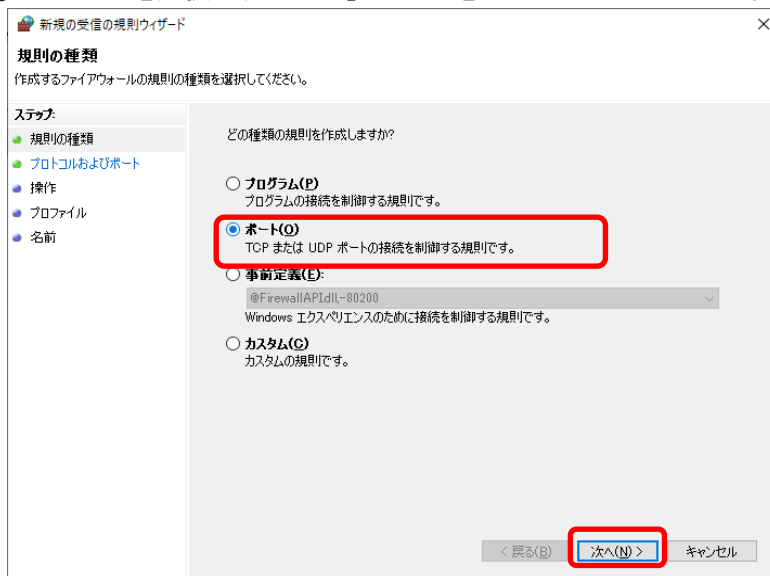 新規の受信の規則ウィザード
規則の種類
作成するファイアウォールの規則の種類を選択してください。
ステップ:
規則の種類
プロトコルおよびポート
操作
プロファイル
名前
どの種類の規則を作成しますか?
プログラム(P)
プログラムの接続を制御する規則です。
ポート(O)
TCP または UDP ポートの接続を制御する規則です。
事前定義(E):
@FirewallAPI.dll,-80200
Windows エクスペリエンスのために接続を制御する規則です。
カスタム(C)
カスタムの規則です。
< 戻る(B) 次へ(N) > キャンセル